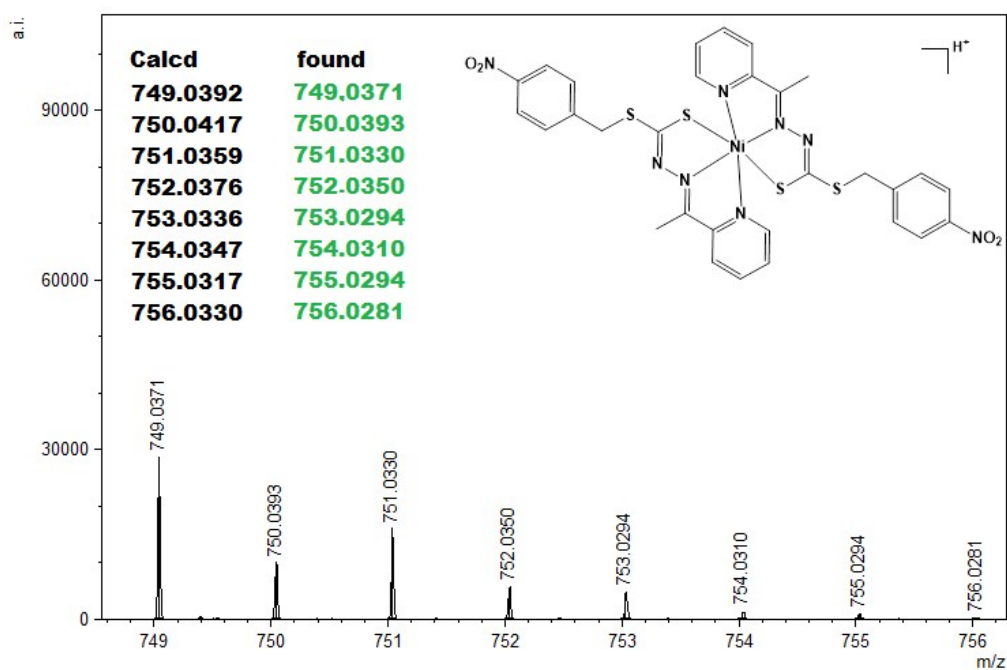 a.i.
Calcd found
749.0392 749.0371
750.0417 750.0393
751.0359 751.0330
752.0376 752.0350
753.0336 753.0294
754.0347 754.0310
755.0317 755.0294
756.0330 756.0281
H+
O2N
N
S
S
N
N
Ni
N
N
S
S
N
N
NO2
90000
60000
30000
0
749.0371
750.0393
751.0330
752.0350
753.0294
754.0310
755.0294
756.0281
749 750 751 752 753 754 755 756
m/z